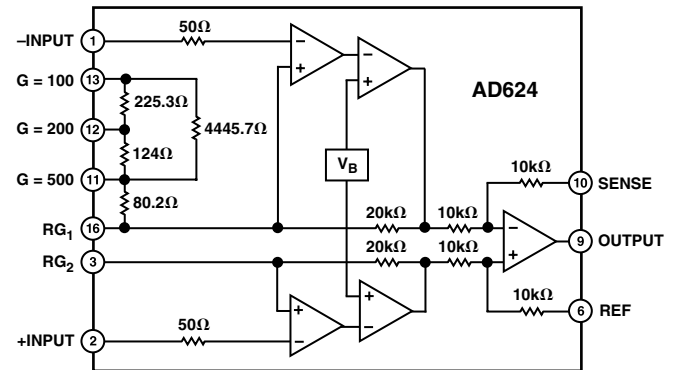 50Ω
–INPUT 1
G = 100 13
225.3Ω
AD624
G = 200 12
4445.7Ω
124Ω
VB
G = 500 11
10kΩ
10 SENSE
80.2Ω
20kΩ 10kΩ
RG1 16
–
+
9 OUTPUT
RG2 3
20kΩ 10kΩ
10kΩ
6 REF
50Ω
+INPUT 2
–
+
–
+
+
–
+
–